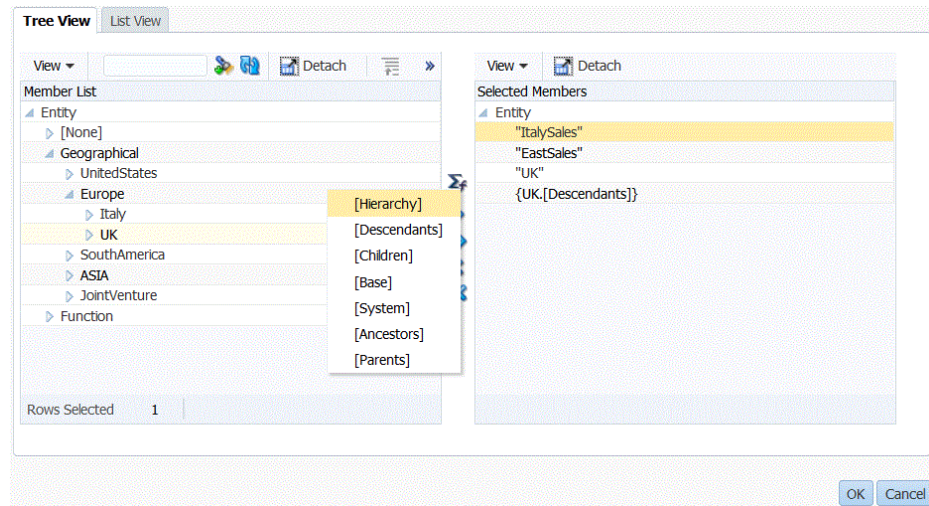 Tree View List View
View Detach » View Detach
Member List Selected Members
Entity Entity
[None] "ItalySales"
Geographical "EastSales"
UnitedStates "UK"
Europe {UK.[Descendants]}
Italy
UK
SouthAmerica
ASIA
JointVenture
Function
[Hierarchy]
[Descendants]
[Children]
[Base]
[System]
[Ancestors]
[Parents]
Rows Selected 1
OK Cancel